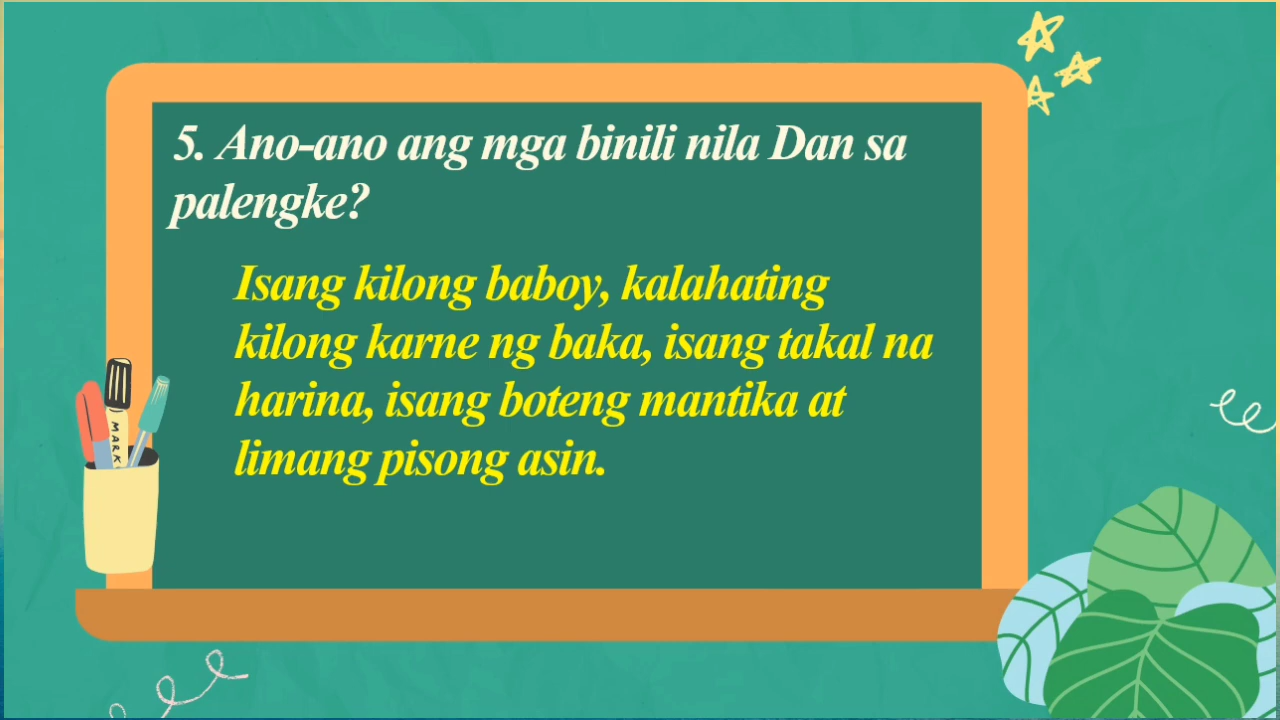 5. Ano-ano ang mga binili nila Dan sa
palengke?
Isang kilong baboy, kalahating
kilong karne ng baka, isang takal na
harina, isang boteng mantika at
limang pisong asin.
MARK